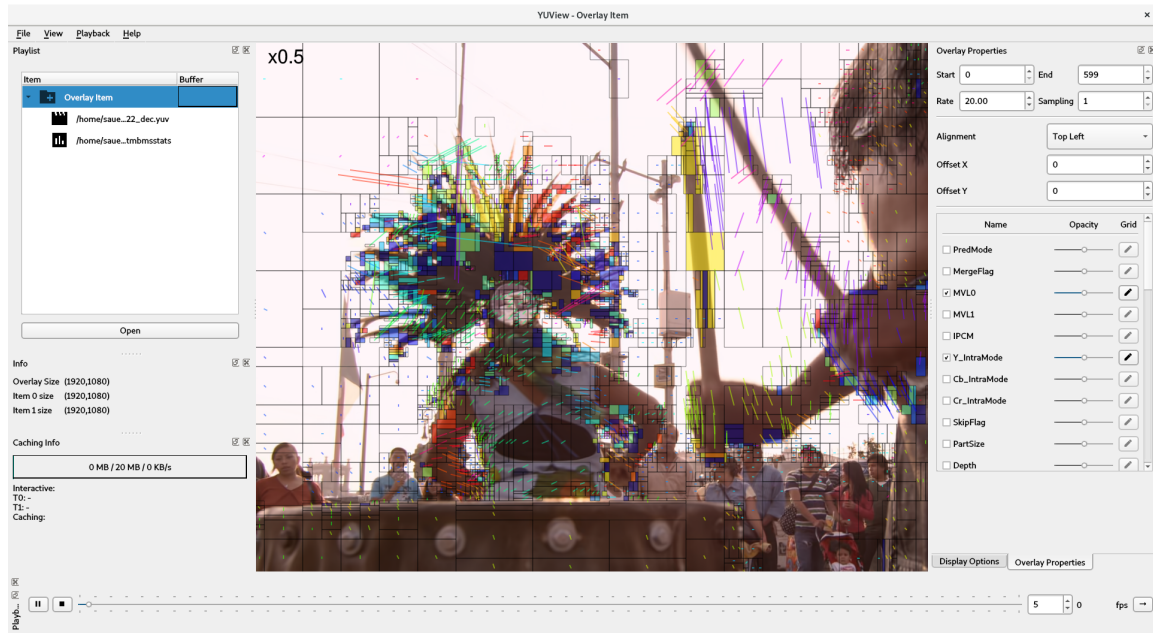 YUView - Overlay Item
File View Playback Help
Playlist
Item Buffer
Overlay Item
/home/saue...22_dec.yuv
/home/saue...tmbmsstats
Open
Info
Overlay Size (1920,1080)
Item 0 size (1920,1080)
Item 1 size (1920,1080)
Caching Info
0 MB / 20 MB / 0 KB/s
Interactive:
T0: -
T1: -
Caching:
x0.5
Overlay Properties
Start 0 End 599
Rate 20.00 Sampling 1
Alignment Top Left
Offset X 0
Offset Y 0
Name Opacity Grid
PredMode
MergeFlag
MVL0
MVL1
IPCM
Y_IntraMode
Cb_IntraMode
Cr_IntraMode
SkipFlag
PartSize
Depth
Display Options Overlay Properties
Playb...
5 0 fps